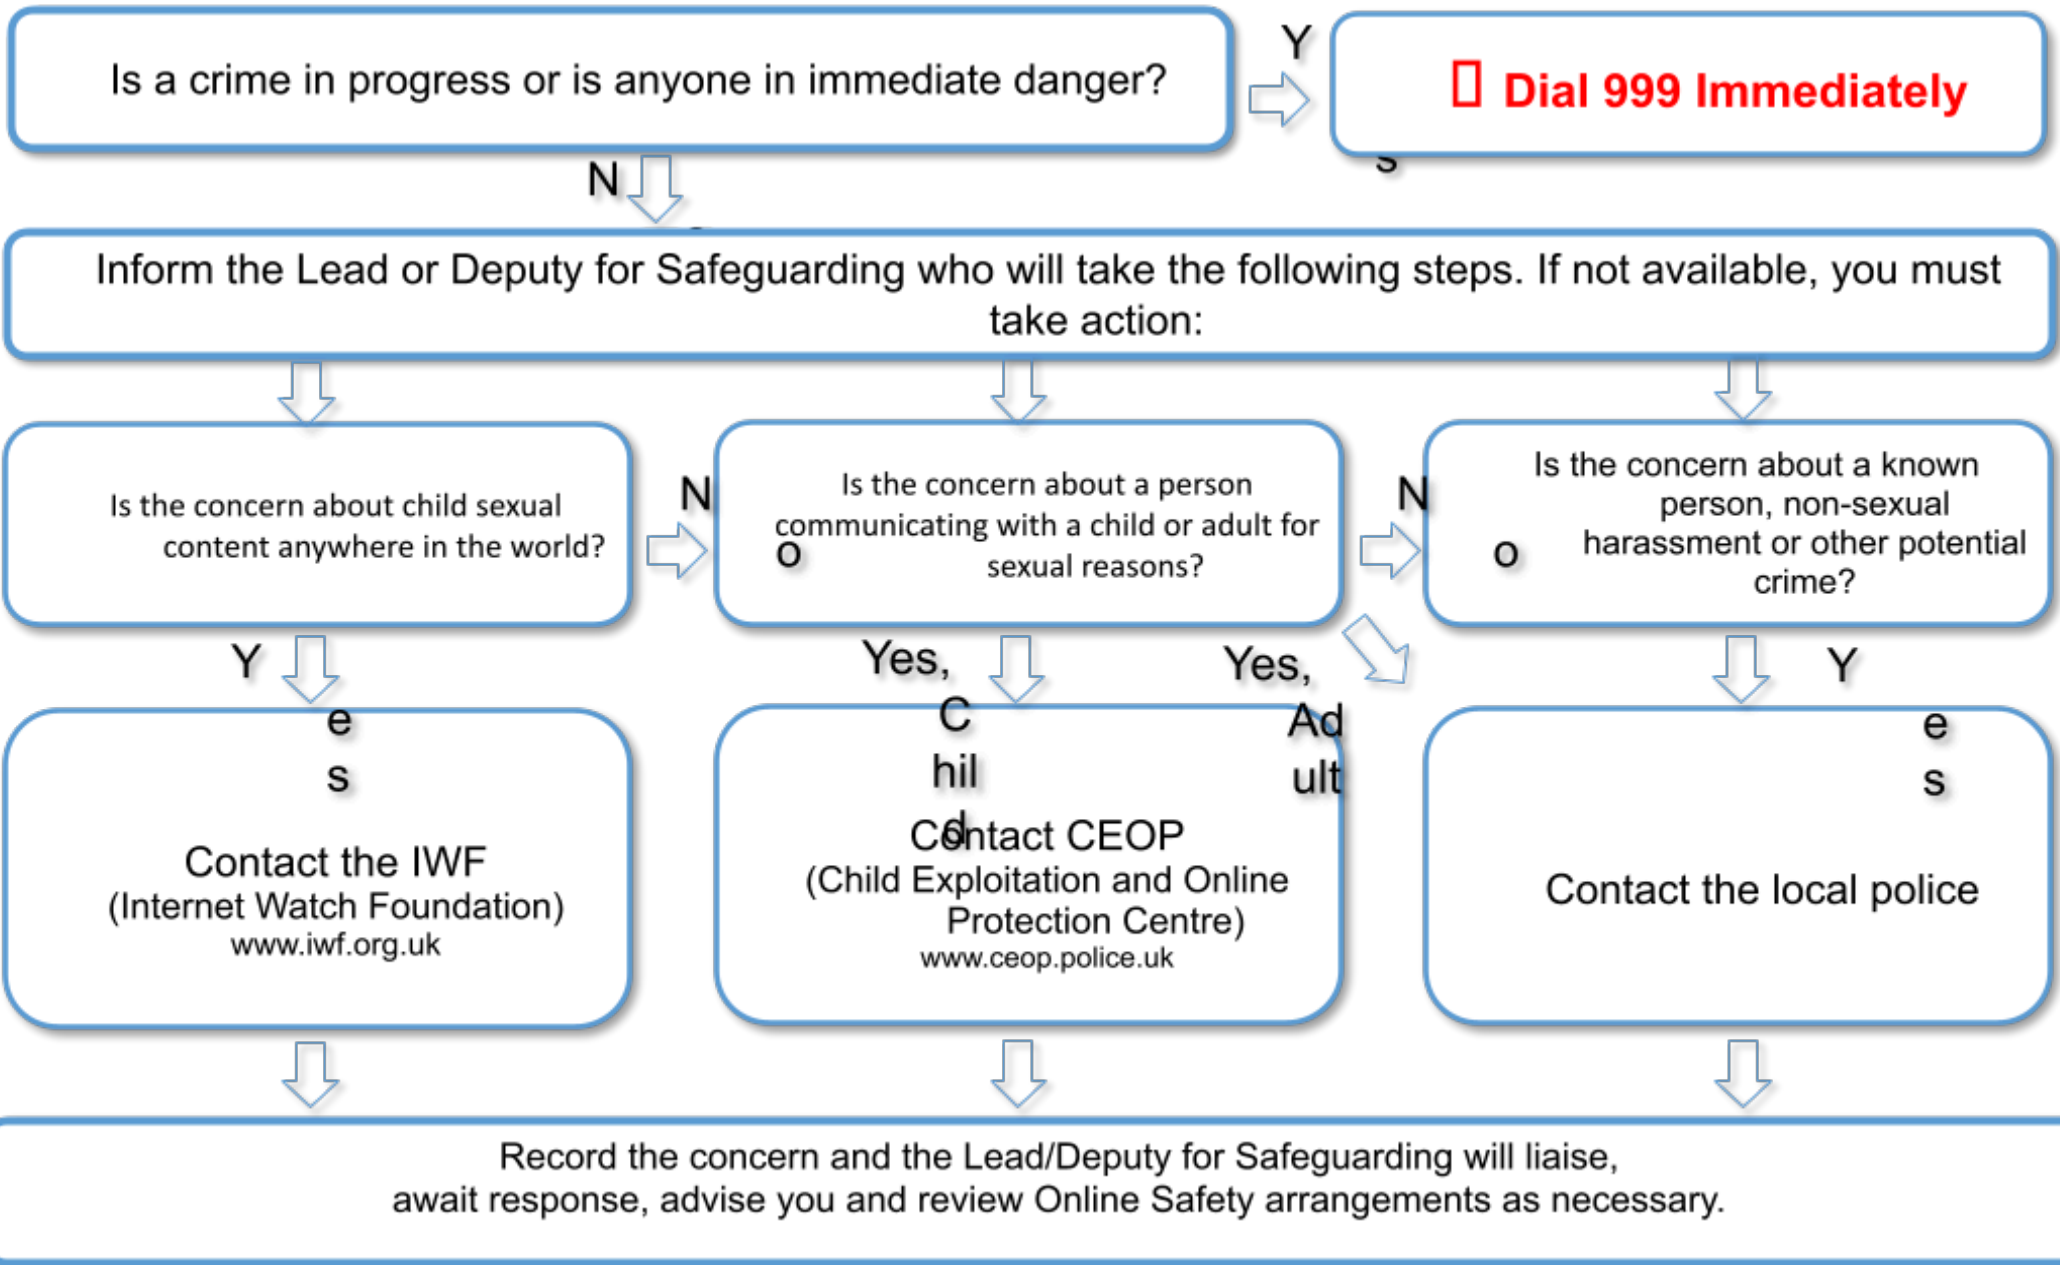 Is a crime in progress or is anyone in immediate danger?
Y
s
Dial 999 Immediately
N
Inform the Lead or Deputy for Safeguarding who will take the following steps. If not available, you must
take action:
Is the concern about child sexual
content anywhere in the world?
N
o
Is the concern about a person
communicating with a child or adult for
sexual reasons?
N
o
Is the concern about a known
person, non-sexual
harassment or other potential
crime?
Y
e
s
Yes,
C
hil
d
Yes,
Ad
ult
Y
e
s
Contact the IWF
(Internet Watch Foundation)
www.iwf.org.uk
Contact CEOP
(Child Exploitation and Online
Protection Centre)
www.ceop.police.uk
Contact the local police
Record the concern and the Lead/Deputy for Safeguarding will liaise,
await response, advise you and review Online Safety arrangements as necessary.